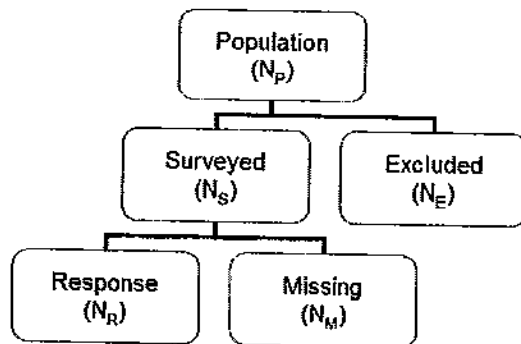 Population
(N_P)
Surveyed
(N_S)
Excluded
(N_E)
Response
(N_R)
Missing
(N_M)